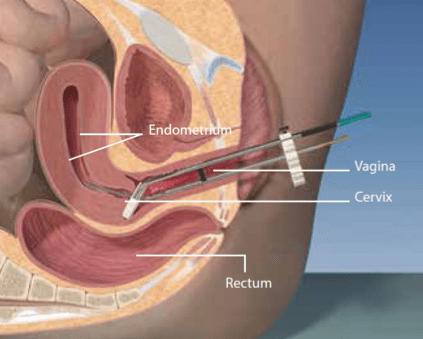 Endometrium
Vagina
Cervix
Rectum